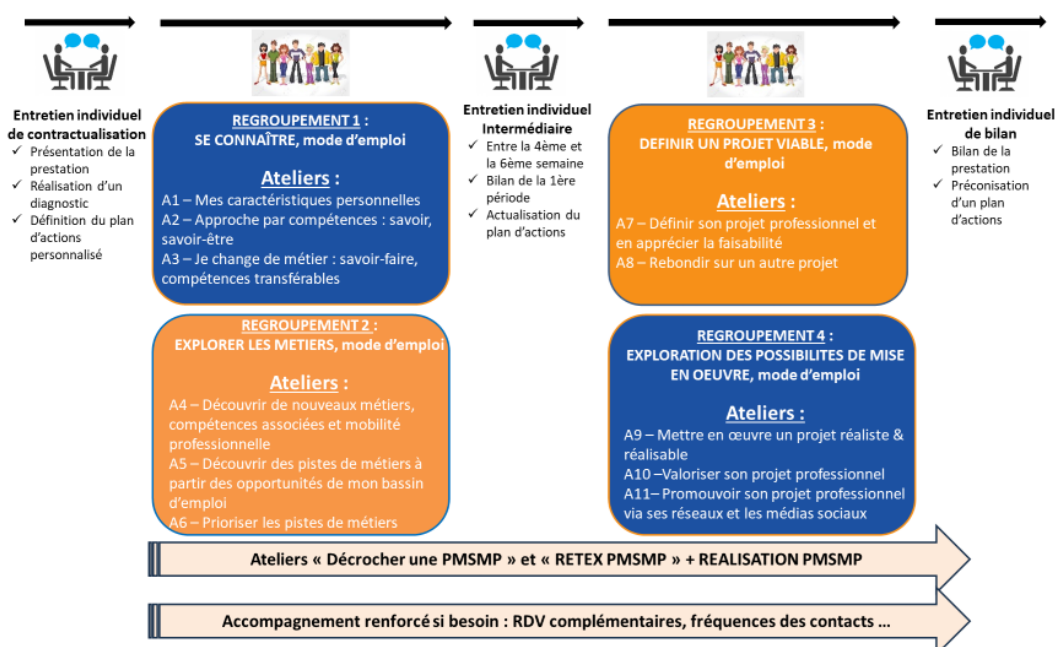 Entretien individuel
de contractualisation
✓ Présentation de la
prestation
✓ Réalisation d'un
diagnostic
✓ Définition du plan
d'actions
personnalisé
REGROUPEMENT 1 :
SE CONNAÎTRE, mode d'emploi
Ateliers :
A1 – Mes caractéristiques personnelles
A2 – Approche par compétences : savoir,
savoir-être
A3 – Je change de métier : savoir-faire,
compétences transférables
REGROUPEMENT 2 :
EXPLORER LES METIERS, mode d'emploi
Ateliers :
A4 – Découvrir de nouveaux métiers,
compétences associées et mobilité
professionnelle
A5 – Découvrir des pistes de métiers à
partir des opportunités de mon bassin
d'emploi
A6 – Prioriser les pistes de métiers
Entretien individuel
Intermédiaire
✓ Entre la 4ème et
la 6ème semaine
✓ Bilan de la 1ère
période
✓ Actualisation du
plan d'actions
REGROUPEMENT 3 :
DEFINIR UN PROJET VIABLE, mode
d'emploi
Ateliers :
A7 – Définir son projet professionnel et
en apprécier la faisabilité
A8 – Rebondir sur un autre projet
REGROUPEMENT 4 :
EXPLORATION DES POSSIBILITES DE MISE
EN OEUVRE, mode d'emploi
Ateliers :
A9 – Mettre en œuvre un projet réaliste &
réalisable
A10 –Valoriser son projet professionnel
A11– Promouvoir son projet professionnel
via ses réseaux et les médias sociaux
Entretien individuel
de bilan
✓ Bilan de la
prestation
✓ Préconisation
d'un plan
d'actions
Ateliers « Décrocher une PMSMP » et « RETEX PMSMP » + REALISATION PMSMP
Accompagnement renforcé si besoin : RDV complémentaires, fréquences des contacts ...